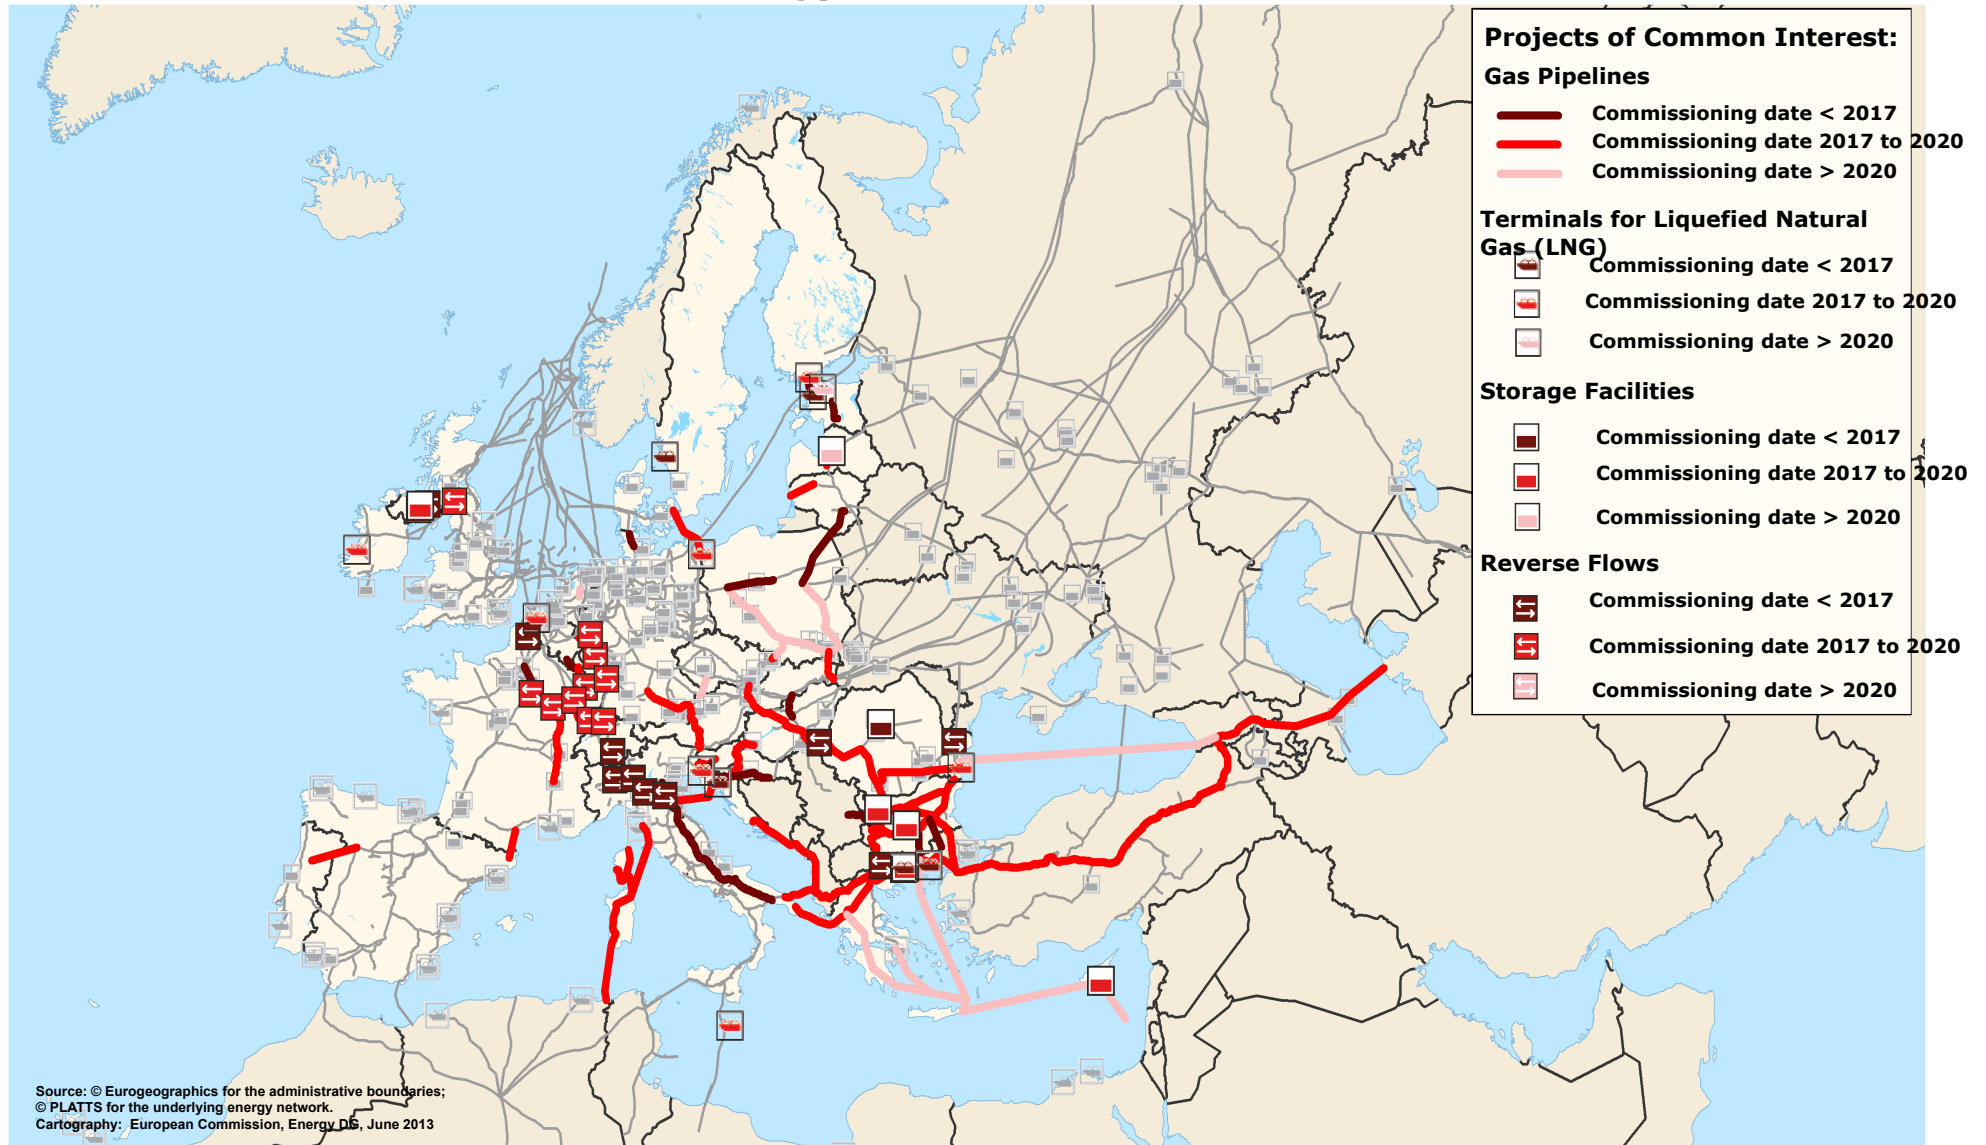 Projects of Common Interest:
Gas Pipelines
Commissioning date < 2017
Commissioning date 2017 to 2020
Commissioning date > 2020
Terminals for Liquefied Natural
Gas (LNG)
Commissioning date < 2017
Commissioning date 2017 to 2020
Commissioning date > 2020
Storage Facilities
Commissioning date < 2017
Commissioning date 2017 to 2020
Commissioning date > 2020
Reverse Flows
Commissioning date < 2017
Commissioning date 2017 to 2020
Commissioning date > 2020
Source: © Eurogeographics for the administrative boundaries;
© PLATTS for the underlying energy network.
Cartography: European Commission, Energy DG, June 2013